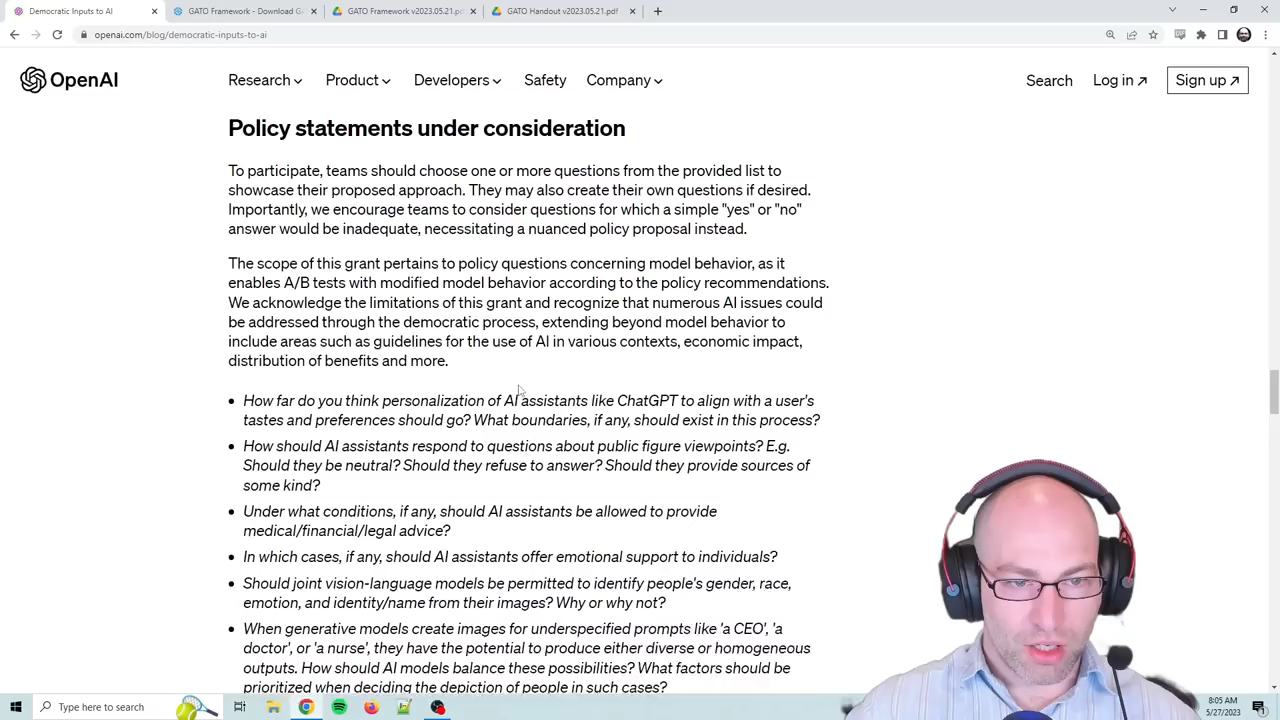 Democratic Inputs to AI
GATO Framework - Download G
GATO Framework v2023.05.21.p
GATO Handout v2023.05.21.pdf
openai.com/blog/democratic-inputs-to-ai
OpenAI
Research
Product
Developers
Safety
Company
Search
Log in ↗
Sign up ↗
Policy statements under consideration
To participate, teams should choose one or more questions from the provided list to
showcase their proposed approach. They may also create their own questions if desired.
Importantly, we encourage teams to consider questions for which a simple "yes" or "no"
answer would be inadequate, necessitating a nuanced policy proposal instead.
The scope of this grant pertains to policy questions concerning model behavior, as it
enables A/B tests with modified model behavior according to the policy recommendations.
We acknowledge the limitations of this grant and recognize that numerous AI issues could
be addressed through the democratic process, extending beyond model behavior to
include areas such as guidelines for the use of AI in various contexts, economic impact,
distribution of benefits and more.
• How far do you think personalization of AI assistants like ChatGPT to align with a user's
tastes and preferences should go? What boundaries, if any, should exist in this process?
• How should AI assistants respond to questions about public figure viewpoints? E.g.
Should they be neutral? Should they refuse to answer? Should they provide sources of
some kind?
• Under what conditions, if any, should AI assistants be allowed to provide
medical/financial/legal advice?
• In which cases, if any, should AI assistants offer emotional support to individuals?
• Should joint vision-language models be permitted to identify people's gender, race,
emotion, and identity/name from their images? Why or why not?
• When generative models create images for underspecified prompts like 'a CEO', 'a
doctor', or 'a nurse', they have the potential to produce either diverse or homogeneous
outputs. How should AI models balance these possibilities? What factors should be
prioritized when deciding the depiction of people in such cases?
Type here to search
8:05 AM
5/27/2023